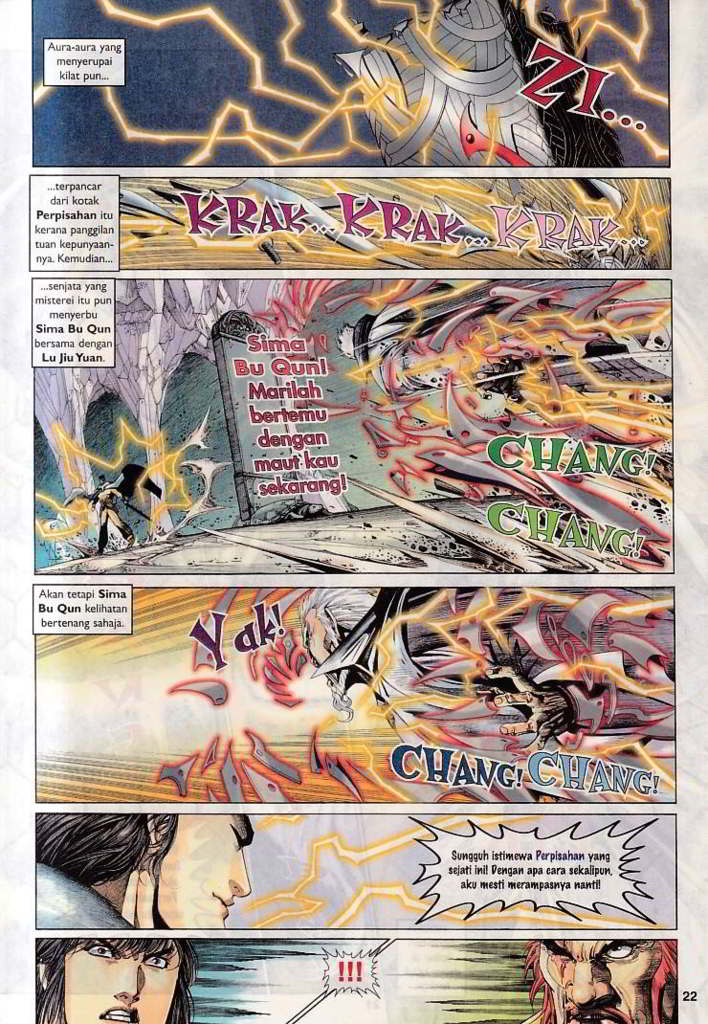 Aura-aura yang
menyerupai
kilat pun...
ZI...
...terpancar
dari kotak
Perpisahan itu
kerana panggilan
tuan kepunyaan-
nya. Kemudian...
KRAK... KRAK... KRAK...
...senjata yang
misterei itu pun
menyerbu
Sima Bu Qun
bersama dengan
Lu Jiu Yuan.
Sima
Bu Qun!
Marilah
bertemu
dengan
maut kau
sekarang!
CHANG!
CHANG!
Akan tetapi Sima
Bu Qun kelihatan
bertenang sahaja.
Yak!
CHANG! CHANG!
Sungguh istimewa Perpisahan yang
sejati ini! Dengan apa cara sekalipun,
aku mesti merampasnya nanti!
!!!
22